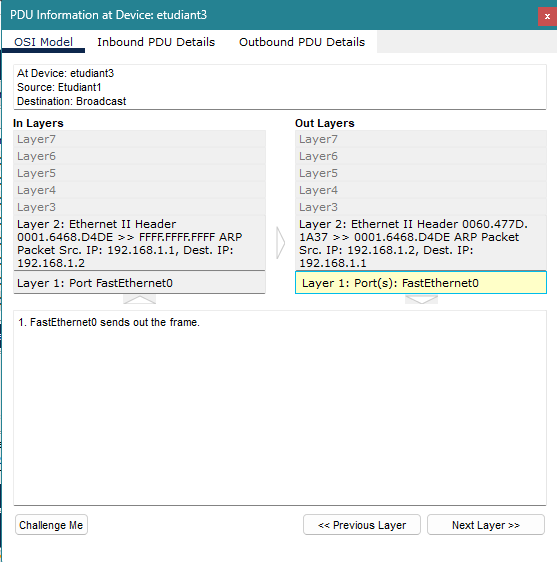 PDU Information at Device: etudiant3
x
OSI Model Inbound PDU Details Outbound PDU Details
At Device: etudiant3
Source: Etudiant1
Destination: Broadcast
In Layers
Layer7
Layer6
Layer5
Layer4
Layer3
Layer 2: Ethernet II Header
0001.6468.D4DE >> FFFF.FFFF.FFFF ARP
Packet Src. IP: 192.168.1.1, Dest. IP:
192.168.1.2
Layer 1: Port FastEthernet0
Out Layers
Layer7
Layer6
Layer5
Layer4
Layer3
Layer 2: Ethernet II Header 0060.477D.
1A37 >> 0001.6468.D4DE ARP Packet
Src. IP: 192.168.1.2, Dest. IP:
192.168.1.1
Layer 1: Port(s): FastEthernet0
1. FastEthernet0 sends out the frame.
Challenge Me << Previous Layer Next Layer >>